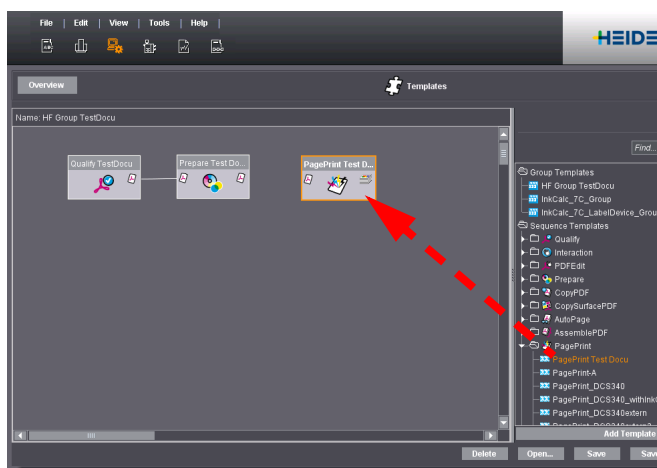 File | Edit | View | Tools | Help |
HEIDE
Overview
Templates
Name: HF Group TestDocu
Qualify TestDocu
Prepare Test Do...
PagePrint Test D...
Find...
Group Templates
HF Group TestDocu
InkCalc_7C_Group
InkCalc_7C_LabelDevice_Grou
Sequence Templates
Qualify
Interaction
PDFEdit
Prepare
CopyPDF
CopySurfacePDF
AutoPage
AssemblePDF
PagePrint
PagePrint Test Docu
PagePrint-A
PagePrint_DCS340
PagePrint_DCS340_withInk
PagePrint_DCS340extern
Add Template
Delete
Open...
Save
Save